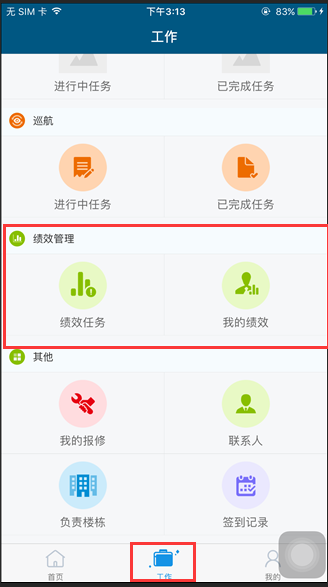 无 SIM 卡 下午3:13 83%
工作
进行中任务 已完成任务
巡航
进行中任务 已完成任务
绩效管理
绩效任务 我的绩效
其他
我的报修 联系人
负责楼栋 签到记录
首页 工作 我的